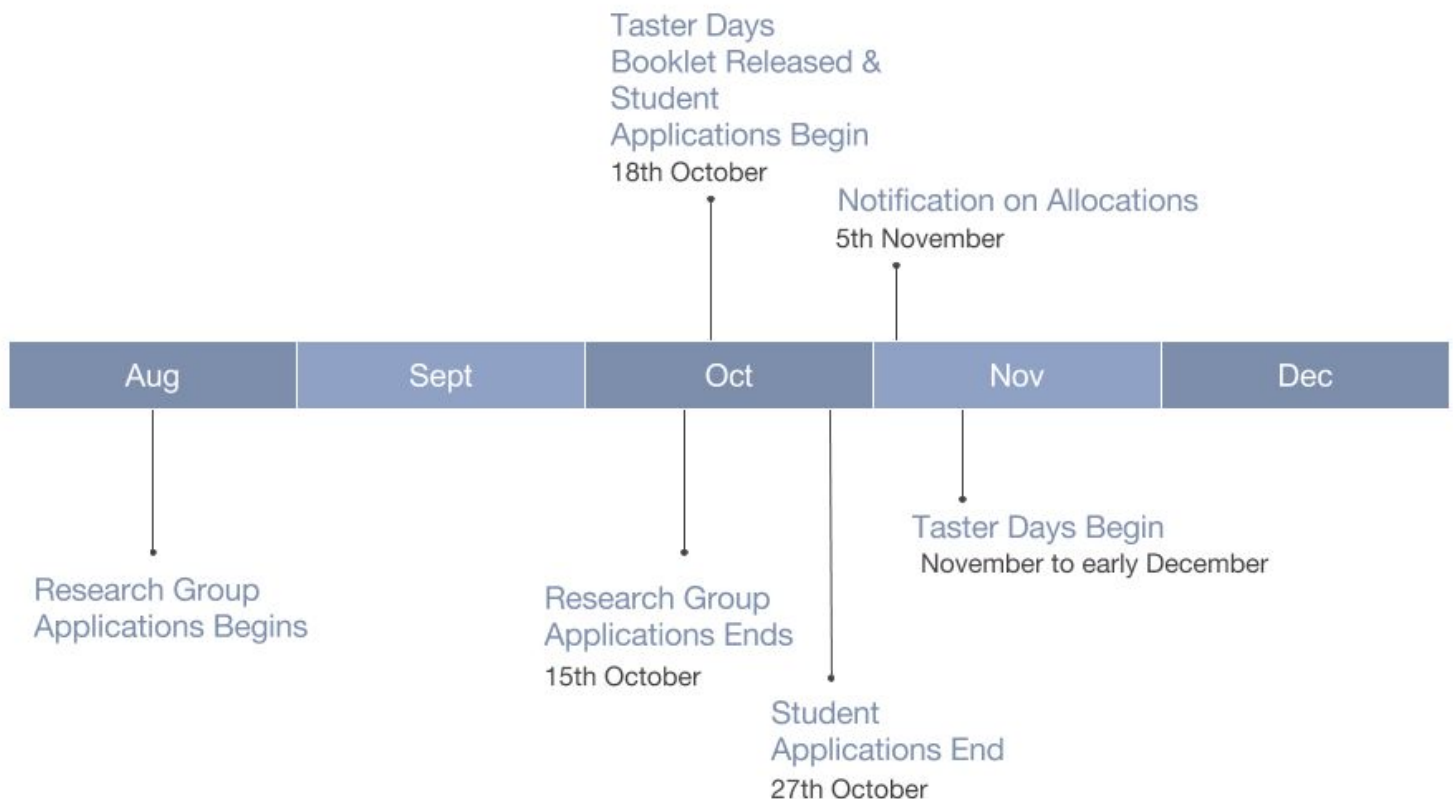 Taster Days
Booklet Released &
Student
Applications Begin
18th October
Notification on Allocations
5th November
Aug
Sept
Oct
Nov
Dec
Research Group
Applications Begins
Research Group
Applications Ends
15th October
Student
Applications End
27th October
Taster Days Begin
November to early December